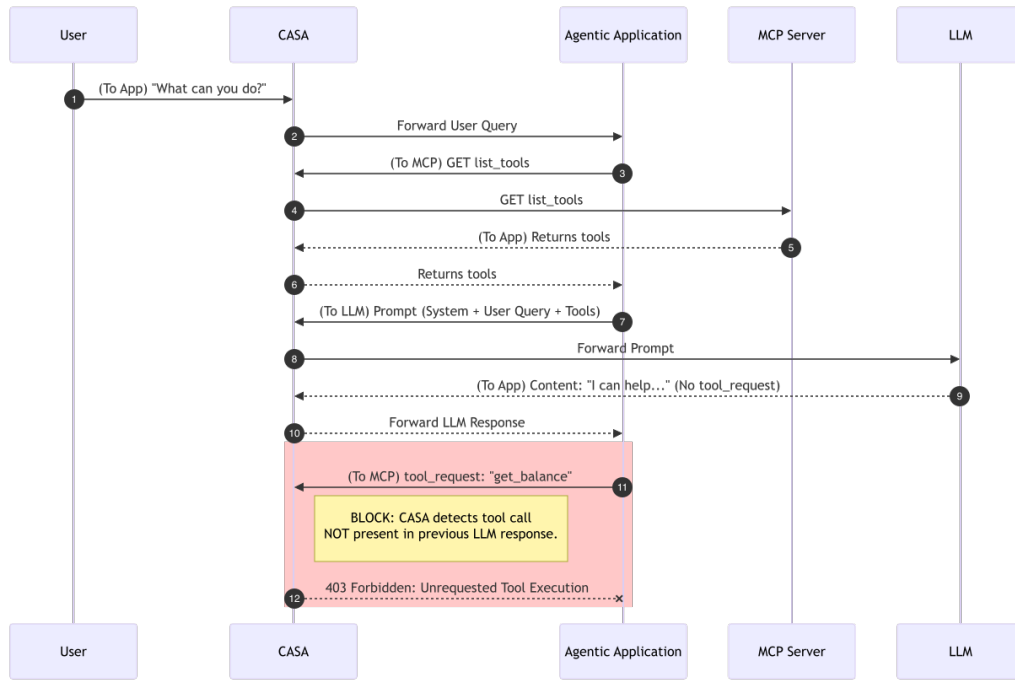 User
CASA
Agentic Application
MCP Server
LLM
1
(To App) "What can you do?"
2
Forward User Query
(To MCP) GET list_tools
3
4
GET list_tools
(To App) Returns tools
5
6
Returns tools
(To LLM) Prompt (System + User Query + Tools)
7
8
Forward Prompt
(To App) Content: "I can help..." (No tool_request)
9
10
Forward LLM Response
(To MCP) tool_request: "get_balance"
11
BLOCK: CASA detects tool call
NOT present in previous LLM response.
12
403 Forbidden: Unrequested Tool Execution
User
CASA
Agentic Application
MCP Server
LLM